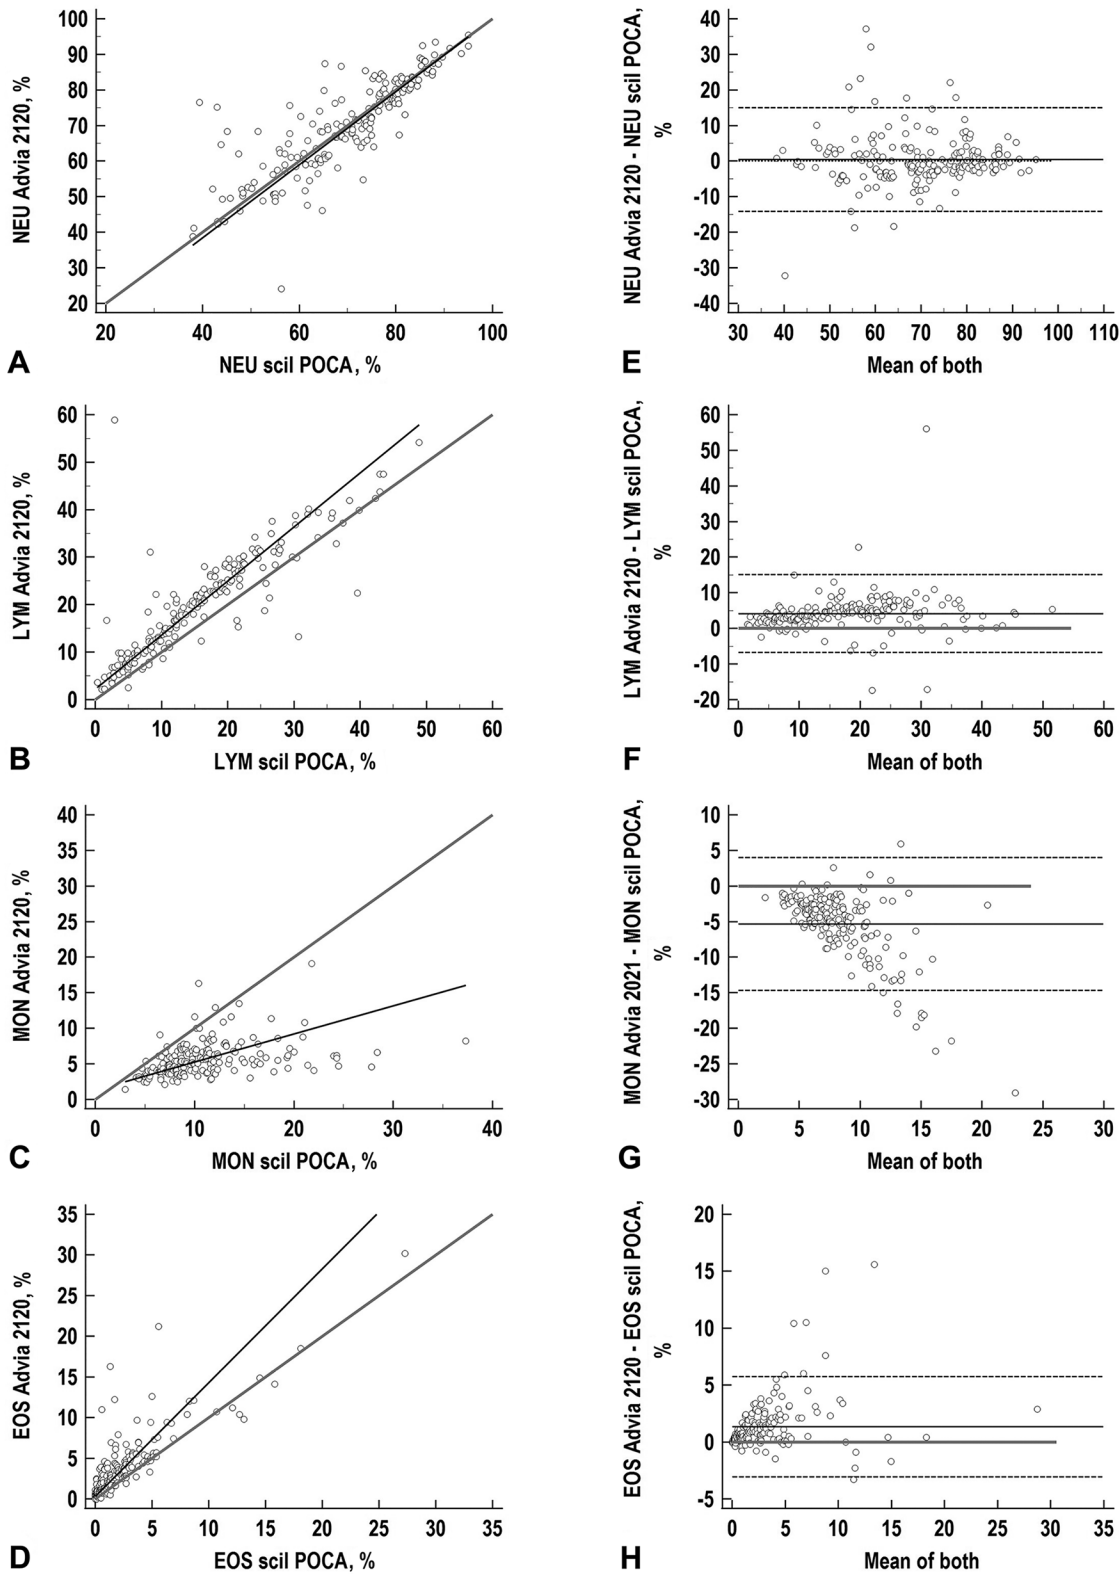 100
90
80
70
60
50
40
30
20
NEU Advia 2120, %
20 40 60 80 100
NEU scil POCA, %
A
40
30
20
10
0
-10
-20
-30
-40
NEU Advia 2120 - NEU scil POCA,
%
30 40 50 60 70 80 90 100 110
Mean of both
E
60
50
40
30
20
10
0
LYM Advia 2120, %
0 10 20 30 40 50 60
LYM scil POCA, %
B
60
50
40
30
20
10
0
-10
-20
LYM Advia 2120 - LYM scil POCA,
%
0 10 20 30 40 50 60
Mean of both
F
40
35
30
25
20
15
10
5
0
MON Advia 2120, %
0 10 20 30 40
MON scil POCA, %
C
10
5
0
-5
-10
-15
-20
-25
-30
MON Advia 2021 - MON scil POCA,
%
0 5 10 15 20 25 30
Mean of both
G
35
30
25
20
15
10
5
0
EOS Advia 2120, %
0 5 10 15 20 25 30 35
EOS scil POCA, %
D
20
15
10
5
0
-5
EOS Advia 2120 - EOS scil POCA,
%
0 5 10 15 20 25 30 35
Mean of both
H